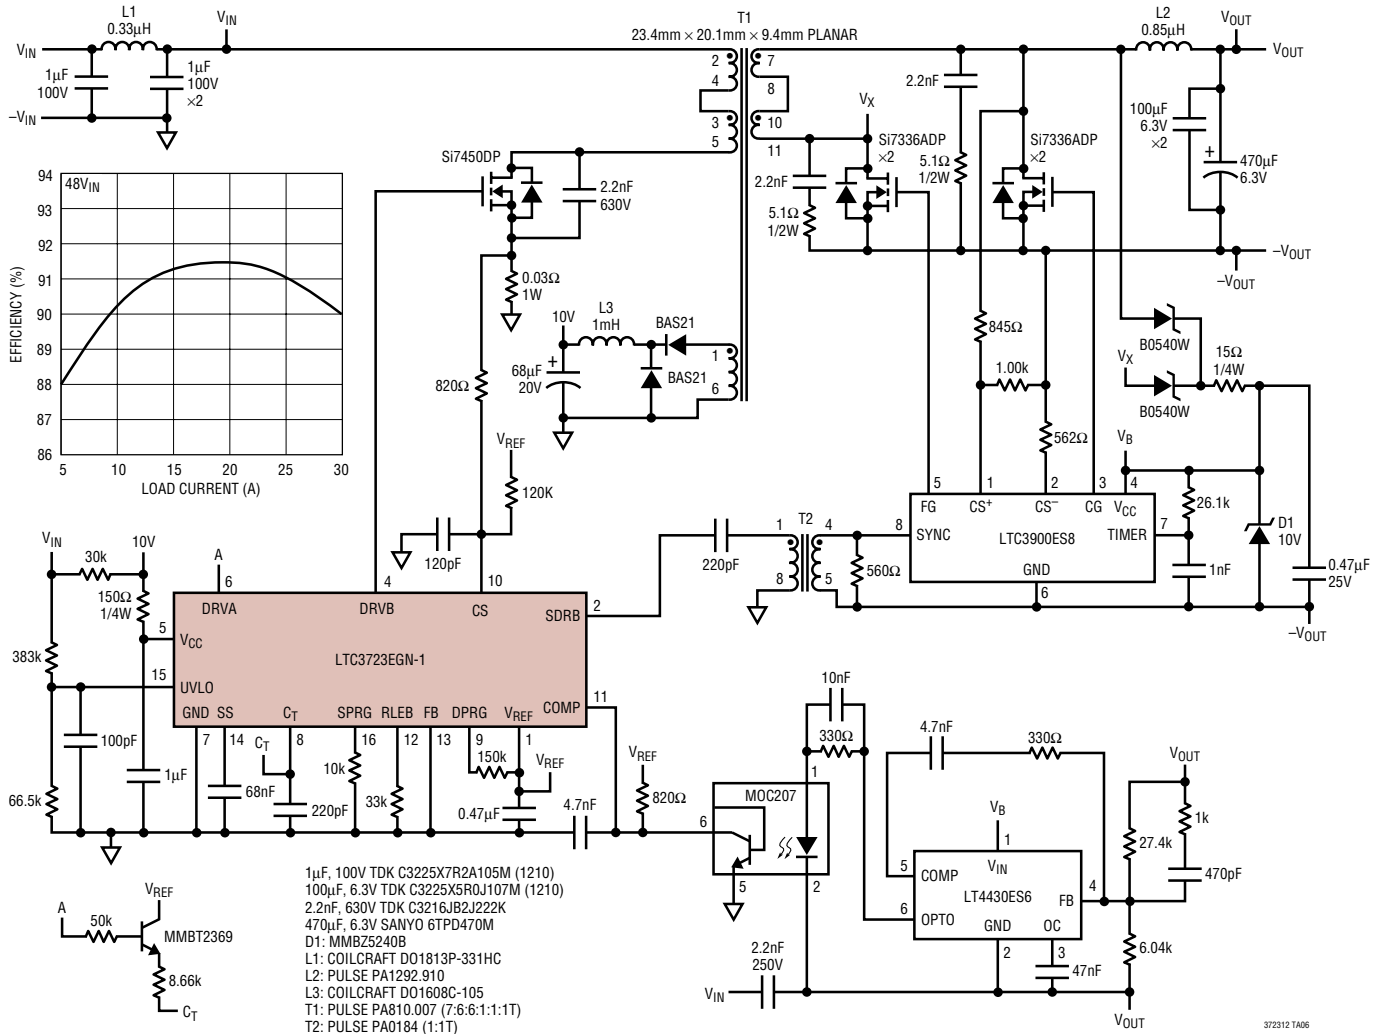 L1
0.33µH
VIN
VIN
1µF
100V
1µF
100V
×2
–VIN
T1
23.4mm × 20.1mm × 9.4mm PLANAR
2
4
3
5
7
8
10
11
L2
0.85µH
VOUT
VOUT
2.2nF
5.1Ω
1/2W
VX
Si7336ADP
×2
2.2nF
5.1Ω
1/2W
Si7336ADP
×2
100µF
6.3V
×2
+
470µF
6.3V
–VOUT
–VOUT
Si7450DP
2.2nF
630V
0.03Ω
1W
820Ω
94
93
92
91
90
89
88
87
86
48VIN
EFFICIENCY (%)
5
10
15
20
25
30
LOAD CURRENT (A)
10V
L3
1mH
BAS21
BAS21
+
68µF
20V
1
6
VREF
120K
120pF
845Ω
1.00k
562Ω
B0540W
VX
B0540W
15Ω
1/4W
VB
26.1k
1nF
D1
10V
0.47µF
25V
–VOUT
5
1
2
3
4
FG
CS+
CS–
CG
VCC
8
SYNC
LTC3900ES8
TIMER
7
GND
6
T2
1
4
8
5
220pF
560Ω
VIN
30k
10V
150Ω
1/4W
383k
66.5k
100pF
1µF
A
6
4
10
DRVA
DRVB
CS
SDRB
2
5
VCC
LTC3723EGN-1
15
UVLO
COMP
11
GND
SS
CT
SPRG
RLEB
FB
DPRG
VREF
7
14
8
16
12
13
9
1
CT
68nF
220pF
10k
33k
150k
VREF
0.47µF
4.7nF
VREF
820Ω
MOC207
6
5
1
2
10nF
330Ω
4.7nF
330Ω
VB
1
VIN
5
COMP
LT4430ES6
6
OPTO
FB
4
GND
OC
2
3
47nF
VOUT
27.4k
1k
470pF
6.04k
VOUT
VIN
2.2nF
250V
A
50k
VREF
MMBT2369
8.66k
CT
1µF, 100V TDK C3225X7R2A105M (1210)
100µF, 6.3V TDK C3225X5R0J107M (1210)
2.2nF, 630V TDK C3216JB2J222K
470µF, 6.3V SANYO 6TPD470M
D1: MMBZ5240B
L1: COILCRAFT DO1813P-331HC
L2: PULSE PA1292.910
L3: COILCRAFT DO1608C-105
T1: PULSE PA810.007 (7:6:6:1:1:1T)
T2: PULSE PA0184 (1:1T)
372312 TA06